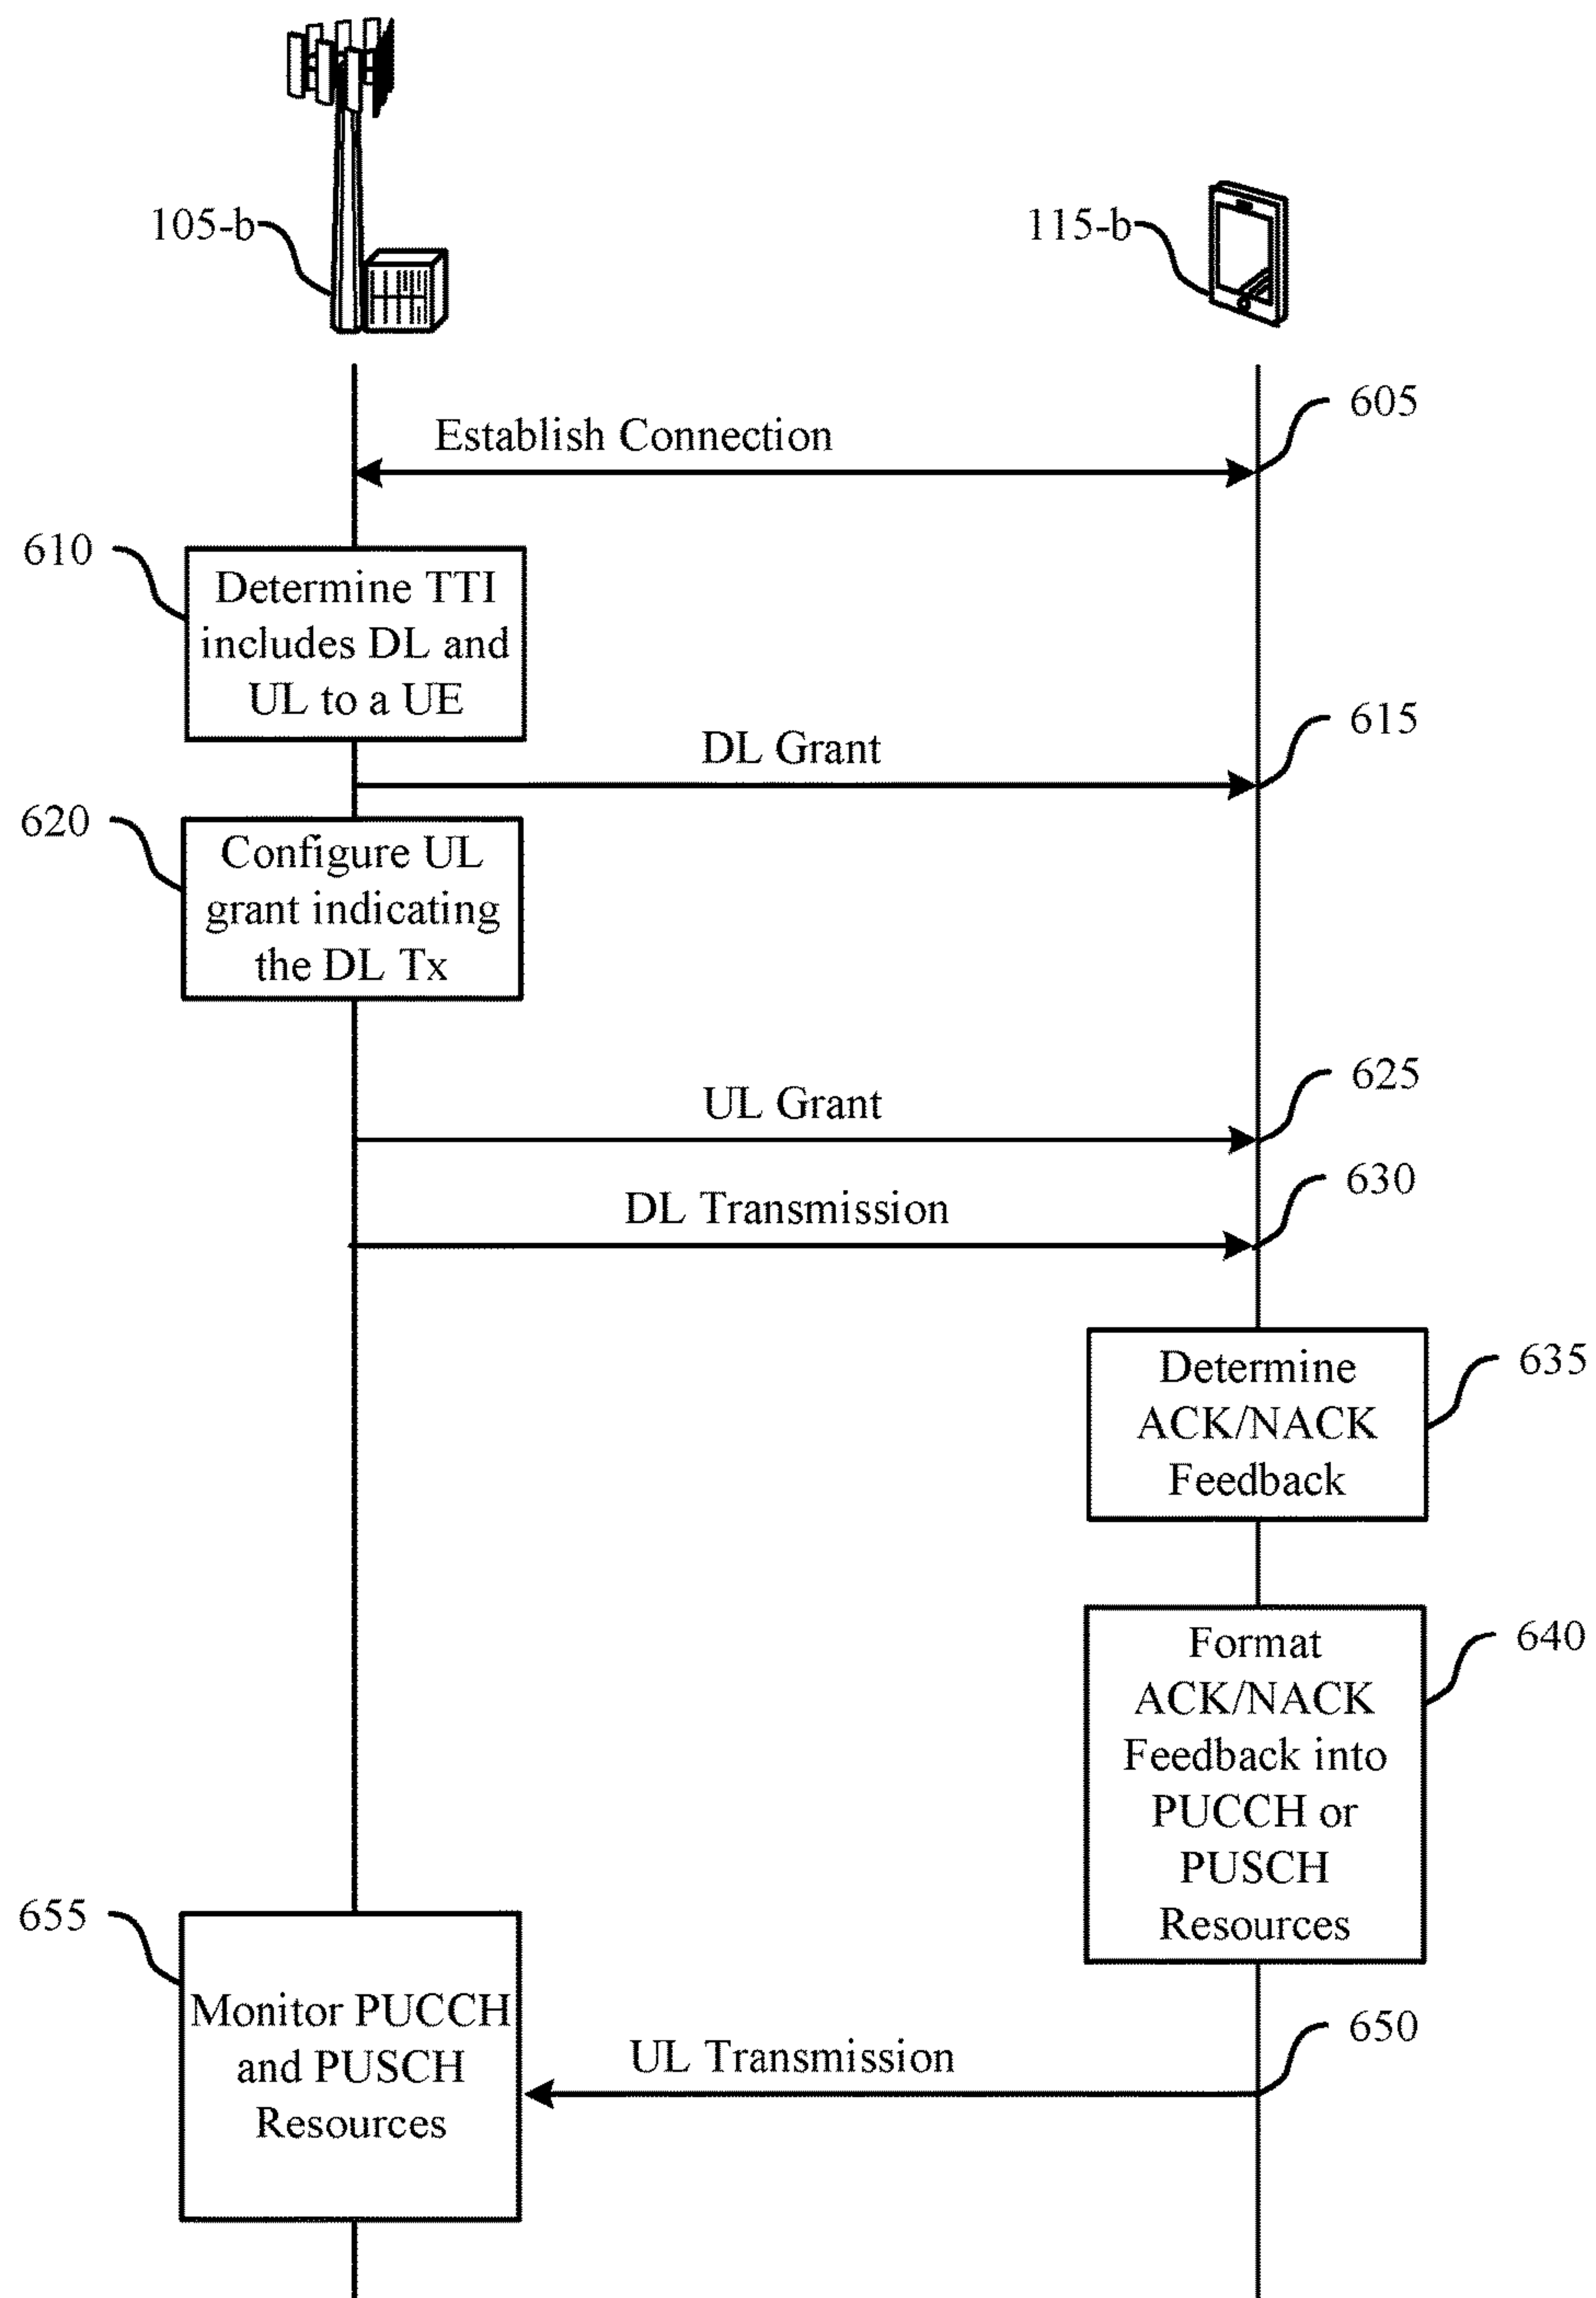 105-b
115-b
605
Establish Connection
610
Determine TTI
includes DL and
UL to a UE
615
DL Grant
620
Configure UL
grant indicating
the DL Tx
625
UL Grant
630
DL Transmission
Determine
ACK/NACK
Feedback
635
Format
ACK/NACK
Feedback into
PUCCH or
PUSCH
Resources
640
655
Monitor PUCCH
and PUSCH
Resources
650
UL Transmission